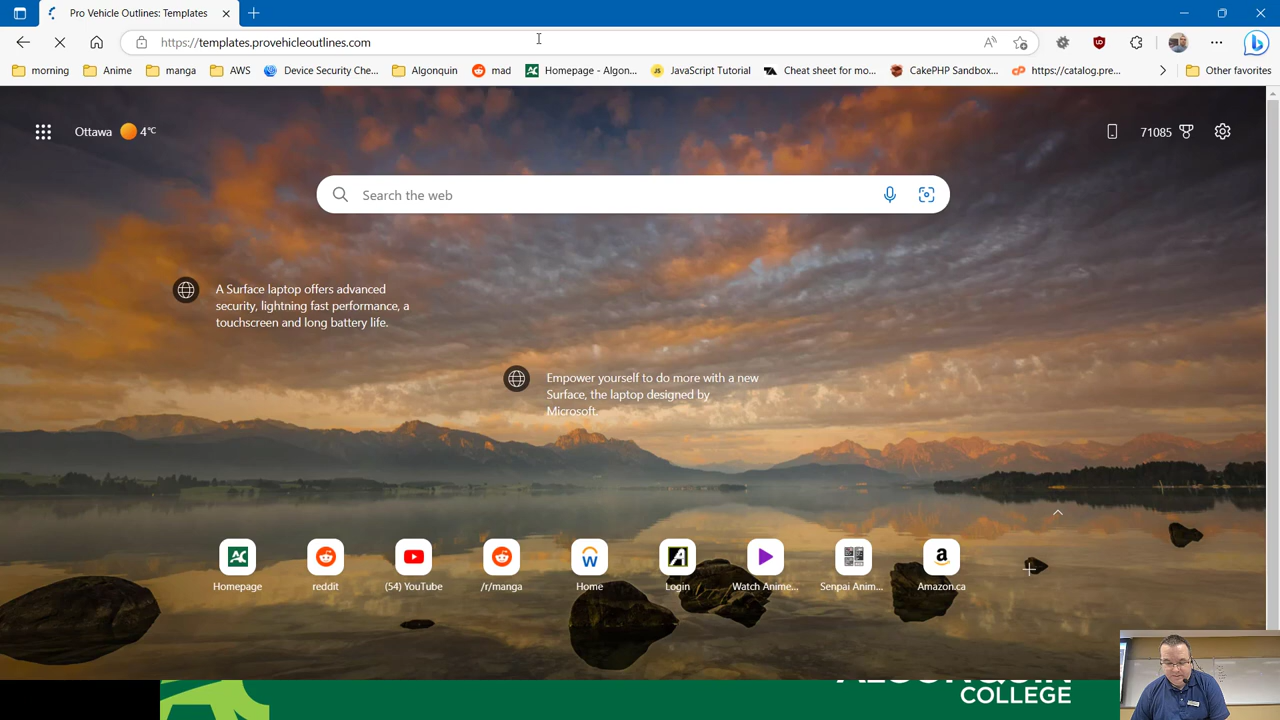 Pro Vehicle Outlines: Templates
https://templates.provehicleoutlines.com
morning
Anime
manga
AWS
Device Security Che...
Algonquin
mad
Homepage - Algon...
JS
JavaScript Tutorial
Cheat sheet for mo...
CakePHP Sandbox...
https://catalog.pre...
Other favorites
Ottawa 4°C
71085
Search the web
A Surface laptop offers advanced
security, lightning fast performance, a
touchscreen and long battery life.
Empower yourself to do more with a new
Surface, the laptop designed by
Microsoft.
Homepage
reddit
(54) YouTube
/r/manga
Home
Login
Watch Anime...
Senpai Anim...
Amazon.ca
COLLEGE